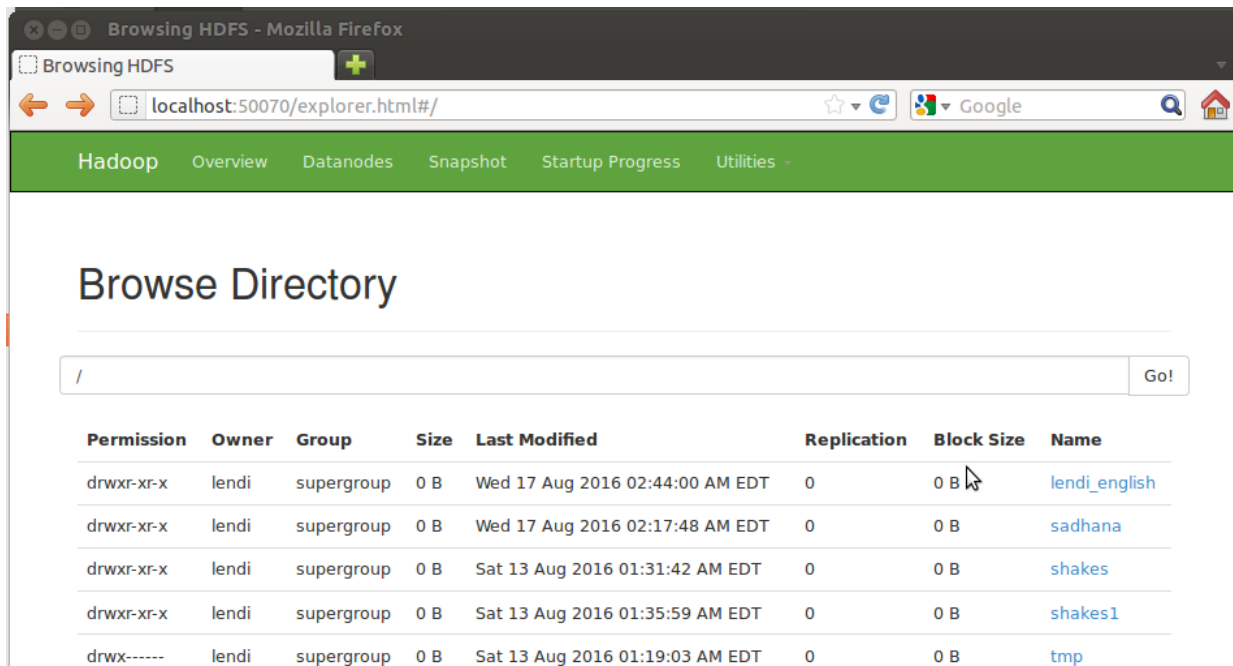 Browsing HDFS - Mozilla Firefox
Browsing HDFS
localhost:50070/explorer.html#/ Google
Hadoop Overview Datanodes Snapshot Startup Progress Utilities
Browse Directory
/ Go!
Permission Owner Group Size Last Modified Replication Block Size Name
drwxr-xr-x lendi supergroup 0 B Wed 17 Aug 2016 02:44:00 AM EDT 0 0 B lendi_english
drwxr-xr-x lendi supergroup 0 B Wed 17 Aug 2016 02:17:48 AM EDT 0 0 B sadhana
drwxr-xr-x lendi supergroup 0 B Sat 13 Aug 2016 01:31:42 AM EDT 0 0 B shakes
drwxr-xr-x lendi supergroup 0 B Sat 13 Aug 2016 01:35:59 AM EDT 0 0 B shakes1
drwx------ lendi supergroup 0 B Sat 13 Aug 2016 01:19:03 AM EDT 0 0 B tmp